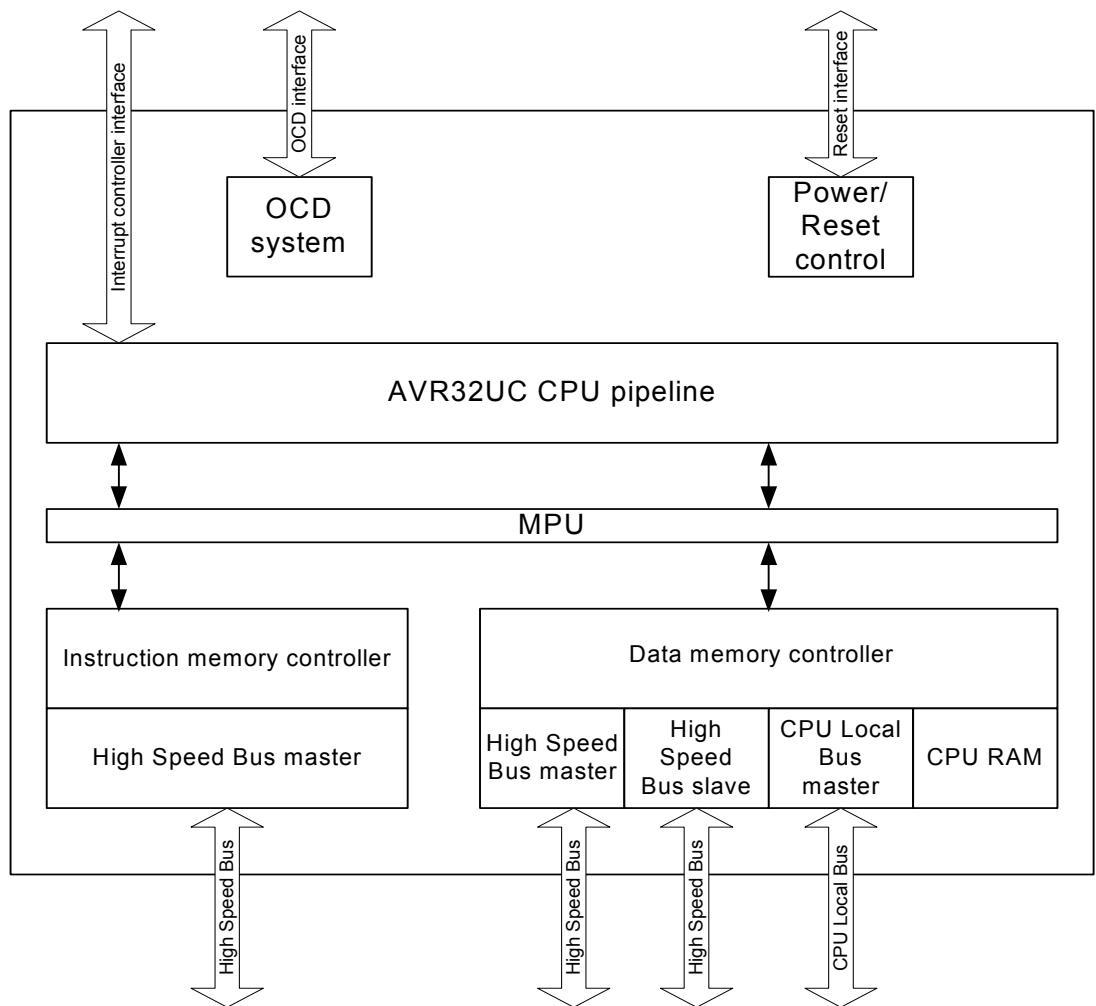 Interrupt controller interface
OCD interface
Reset interface
OCD
system
Power/
Reset
control
AVR32UC CPU pipeline
MPU
Instruction memory controller
Data memory controller
High Speed Bus master
High Speed
Bus master
High
Speed
Bus slave
CPU Local
Bus
master
CPU RAM
High Speed Bus
High Speed Bus
High Speed Bus
CPU Local Bus